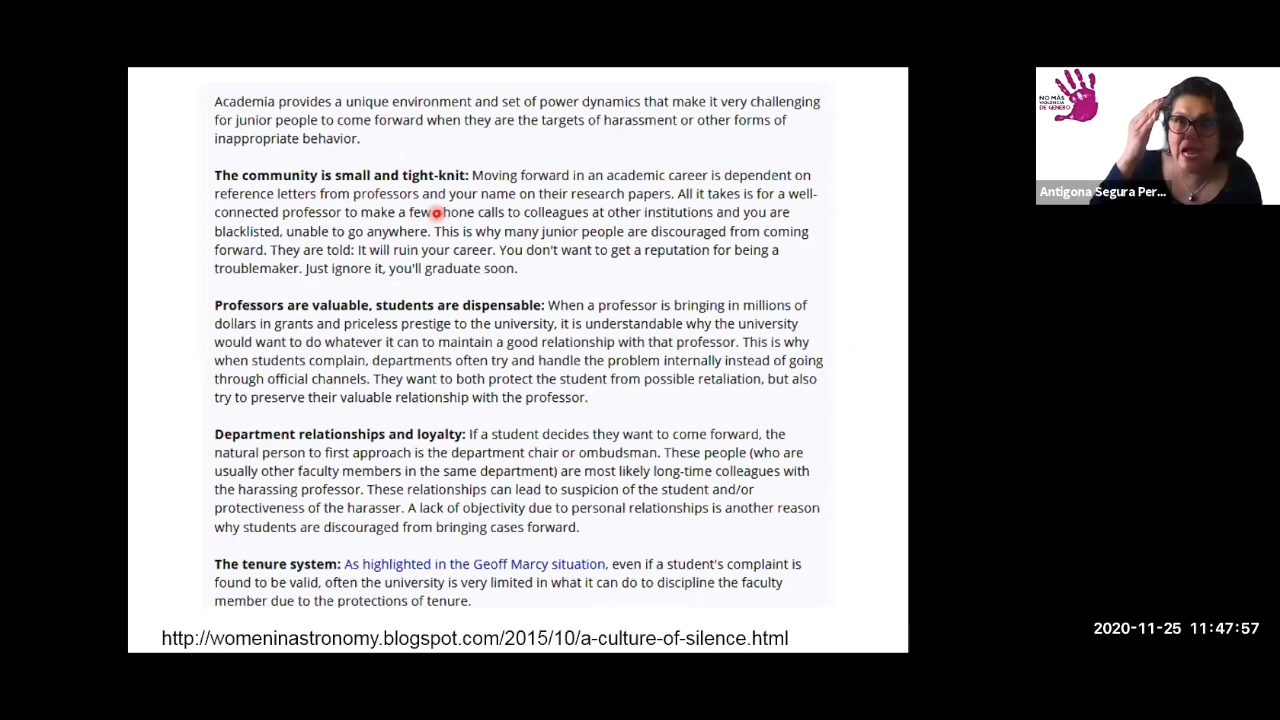 Academia provides a unique environment and set of power dynamics that make it very challenging
for junior people to come forward when they are the targets of harassment or other forms of
inappropriate behavior.
The community is small and tight-knit: Moving forward in an academic career is dependent on
reference letters from professors and your name on their research papers. All it takes is for a well-
connected professor to make a few phone calls to colleagues at other institutions and you are
blacklisted, unable to go anywhere. This is why many junior people are discouraged from coming
forward. They are told: It will ruin your career. You don't want to get a reputation for being a
troublemaker. Just ignore it, you'll graduate soon.
Professors are valuable, students are dispensable: When a professor is bringing in millions of
dollars in grants and priceless prestige to the university, it is understandable why the university
would want to do whatever it can to maintain a good relationship with that professor. This is why
when students complain, departments often try and handle the problem internally instead of going
through official channels. They want to both protect the student from possible retaliation, but also
try to preserve their valuable relationship with the professor.
Department relationships and loyalty: If a student decides they want to come forward, the
natural person to first approach is the department chair or ombudsman. These people (who are
usually other faculty members in the same department) are most likely long-time colleagues with
the harassing professor. These relationships can lead to suspicion of the student and/or
protectiveness of the harasser. A lack of objectivity due to personal relationships is another reason
why students are discouraged from bringing cases forward.
The tenure system: As highlighted in the Geoff Marcy situation, even if a student's complaint is
found to be valid, often the university is very limited in what it can do to discipline the faculty
member due to the protections of tenure.
http://womeninastronomy.blogspot.com/2015/10/a-culture-of-silence.html
NO MÁS
VIOLENCIA
DE GÉNERO
Antigona Segura Per...
2020-11-25 11:47:57